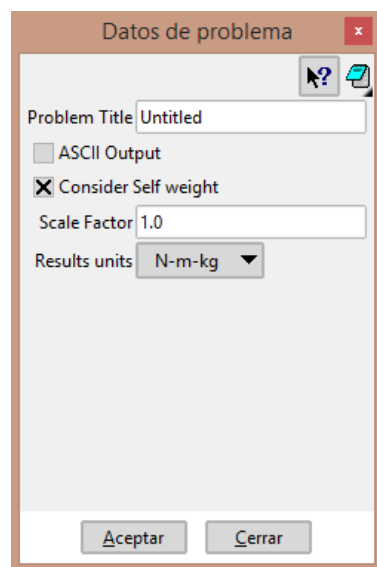 Datos de problema
x
?
Problem Title Untitled
ASCII Output
Consider Self weight
Scale Factor 1.0
Results units N-m-kg
Aceptar Cerrar